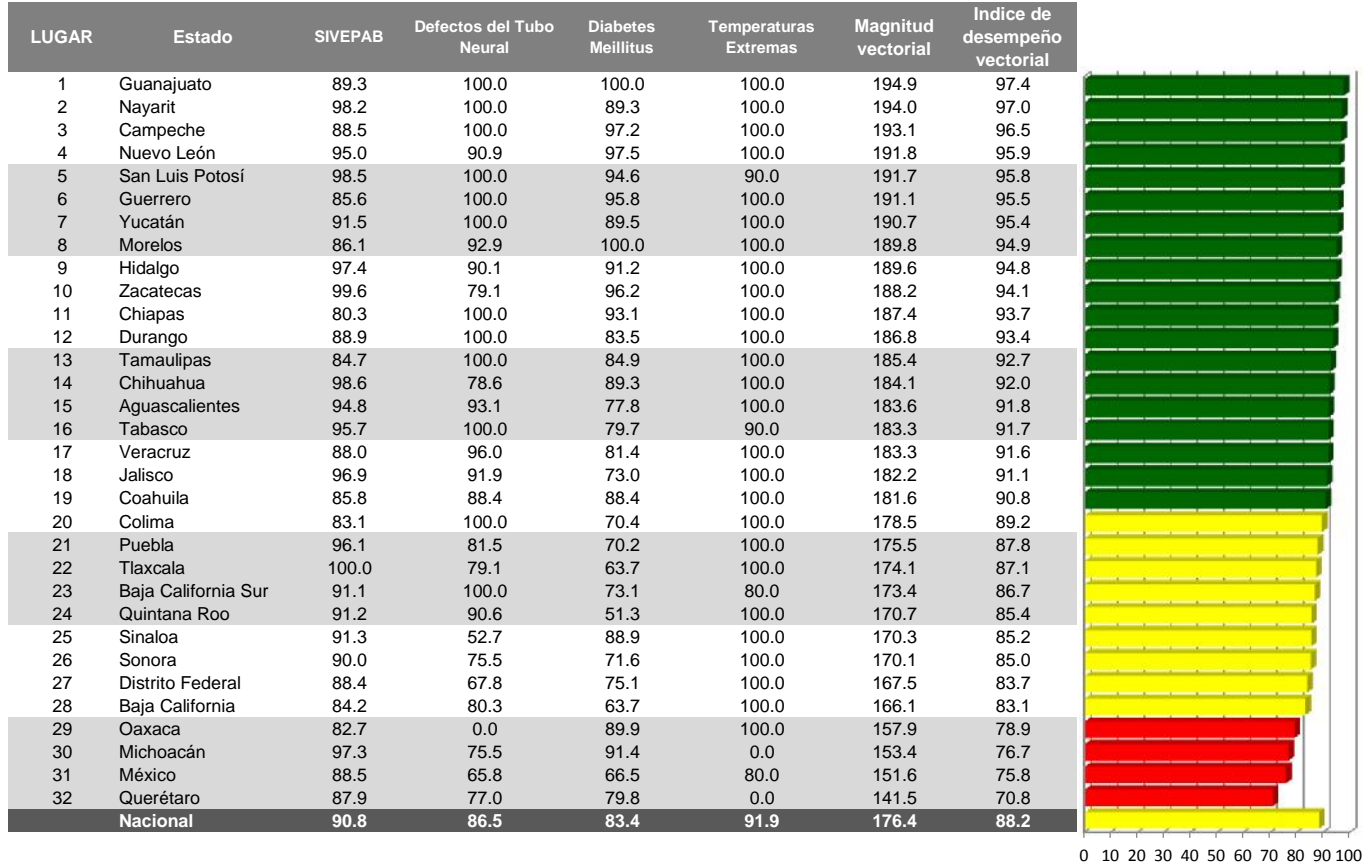 LUGAR Estado SIVEPAB Defectos del Tubo Neural Diabetes Meillitus Temperaturas Extremas Magnitud vectorial Indice de desempeño vectorial
1 Guanajuato 89.3 100.0 100.0 100.0 194.9 97.4
2 Nayarit 98.2 100.0 89.3 100.0 194.0 97.0
3 Campeche 88.5 100.0 97.2 100.0 193.1 96.5
4 Nuevo León 95.0 90.9 97.5 100.0 191.8 95.9
5 San Luis Potosí 98.5 100.0 94.6 90.0 191.7 95.8
6 Guerrero 85.6 100.0 95.8 100.0 191.1 95.5
7 Yucatán 91.5 100.0 89.5 100.0 190.7 95.4
8 Morelos 86.1 92.9 100.0 100.0 189.8 94.9
9 Hidalgo 97.4 90.1 91.2 100.0 189.6 94.8
10 Zacatecas 99.6 79.1 96.2 100.0 188.2 94.1
11 Chiapas 80.3 100.0 93.1 100.0 187.4 93.7
12 Durango 88.9 100.0 83.5 100.0 186.8 93.4
13 Tamaulipas 84.7 100.0 84.9 100.0 185.4 92.7
14 Chihuahua 98.6 78.6 89.3 100.0 184.1 92.0
15 Aguascalientes 94.8 93.1 77.8 100.0 183.6 91.8
16 Tabasco 95.7 100.0 79.7 90.0 183.3 91.7
17 Veracruz 88.0 96.0 81.4 100.0 183.3 91.6
18 Jalisco 96.9 91.9 73.0 100.0 182.2 91.1
19 Coahuila 85.8 88.4 88.4 100.0 181.6 90.8
20 Colima 83.1 100.0 70.4 100.0 178.5 89.2
21 Puebla 96.1 81.5 70.2 100.0 175.5 87.8
22 Tlaxcala 100.0 79.1 63.7 100.0 174.1 87.1
23 Baja California Sur 91.1 100.0 73.1 80.0 173.4 86.7
24 Quintana Roo 91.2 90.6 51.3 100.0 170.7 85.4
25 Sinaloa 91.3 52.7 88.9 100.0 170.3 85.2
26 Sonora 90.0 75.5 71.6 100.0 170.1 85.0
27 Distrito Federal 88.4 67.8 75.1 100.0 167.5 83.7
28 Baja California 84.2 80.3 63.7 100.0 166.1 83.1
29 Oaxaca 82.7 0.0 89.9 100.0 157.9 78.9
30 Michoacán 97.3 75.5 91.4 0.0 153.4 76.7
31 México 88.5 65.8 66.5 80.0 151.6 75.8
32 Querétaro 87.9 77.0 79.8 0.0 141.5 70.8
Nacional 90.8 86.5 83.4 91.9 176.4 88.2
0 10 20 30 40 50 60 70 80 90 100